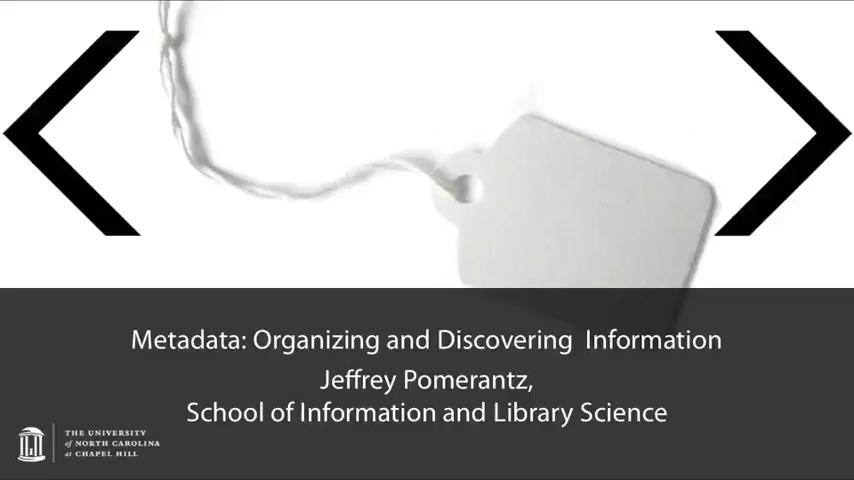 Metadata: Organizing and Discovering Information
Jeffrey Pomerantz,
School of Information and Library Science
THE UNIVERSITY
of NORTH CAROLINA
at CHAPEL HILL